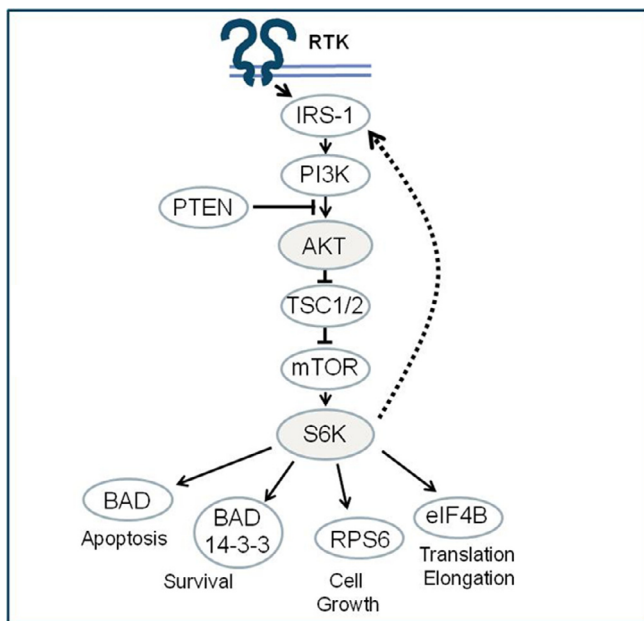 RTK
IRS-1
PI3K
PTEN
AKT
TSC1/2
mTOR
S6K
BAD
Apoptosis
BAD
14-3-3
Survival
RPS6
Cell
Growth
eIF4B
Translation
Elongation